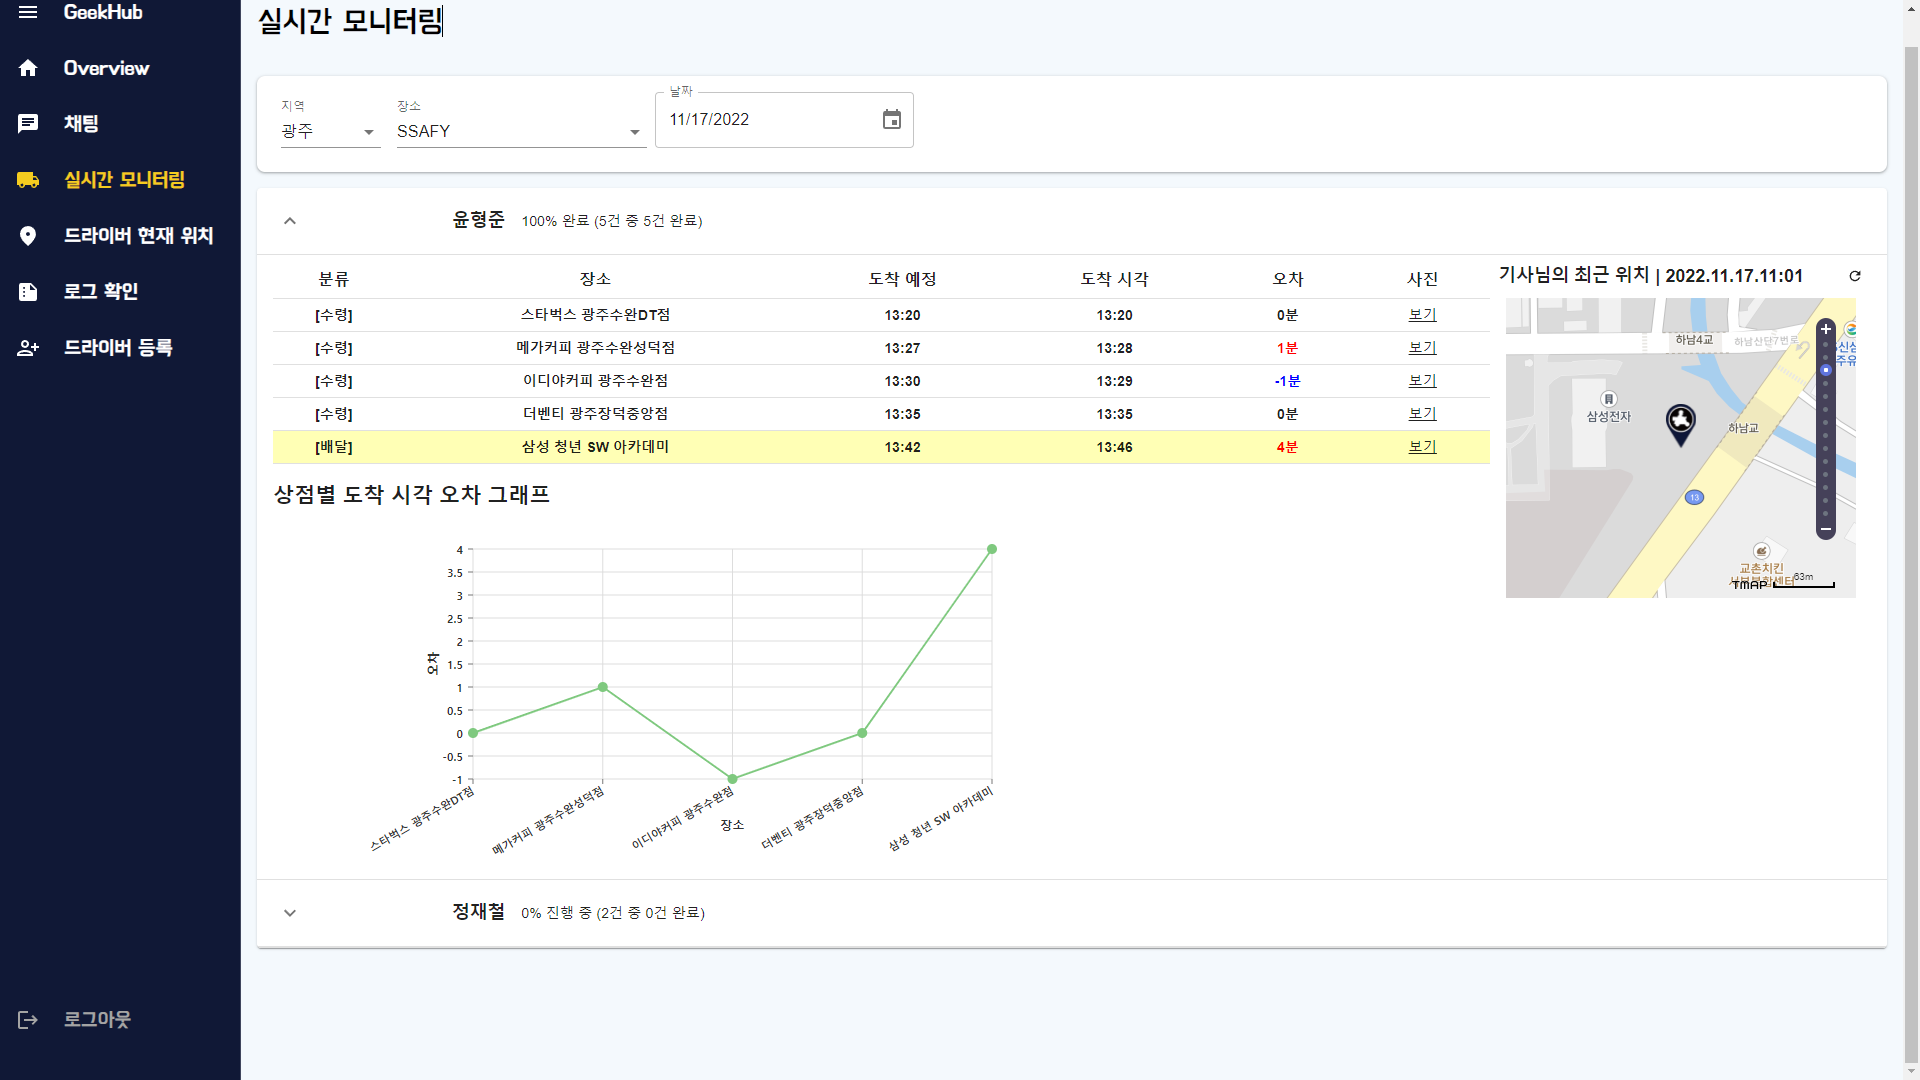 GeekHub
Overview
채팅
실시간 모니터링
드라이버 현재 위치
로그 확인
드라이버 등록
로그아웃
실시간 모니터링
지역
광주
장소
SSAFY
날짜
11/17/2022
윤형준 100% 완료 (5건 중 5건 완료)
분류 장소 도착 예정 도착 시각 오차 사진
[수령] 스타벅스 광주수완DT점 13:20 13:20 0분 보기
[수령] 메가커피 광주수완성덕점 13:27 13:28 1분 보기
[수령] 이디야커피 광주수완점 13:30 13:29 -1분 보기
[수령] 더벤티 광주장덕중앙점 13:35 13:35 0분 보기
[배달] 삼성 청년 SW 아카데미 13:42 13:46 4분 보기
기사님의 최근 위치 | 2022.11.17.11:01
하남4교
하남산단7번로
삼성전자
하남교
13
교촌치킨
TMAP
63m
상점별 도착 시각 오차 그래프
4
3.5
3
2.5
2
1.5
1
0.5
0
-0.5
-1
오차
스타벅스 광주수완DT점
메가커피 광주수완성덕점
이디야커피 광주수완점
더벤티 광주장덕중앙점
삼성 청년 SW 아카데미
장소
정재철 0% 진행 중 (2건 중 0건 완료)